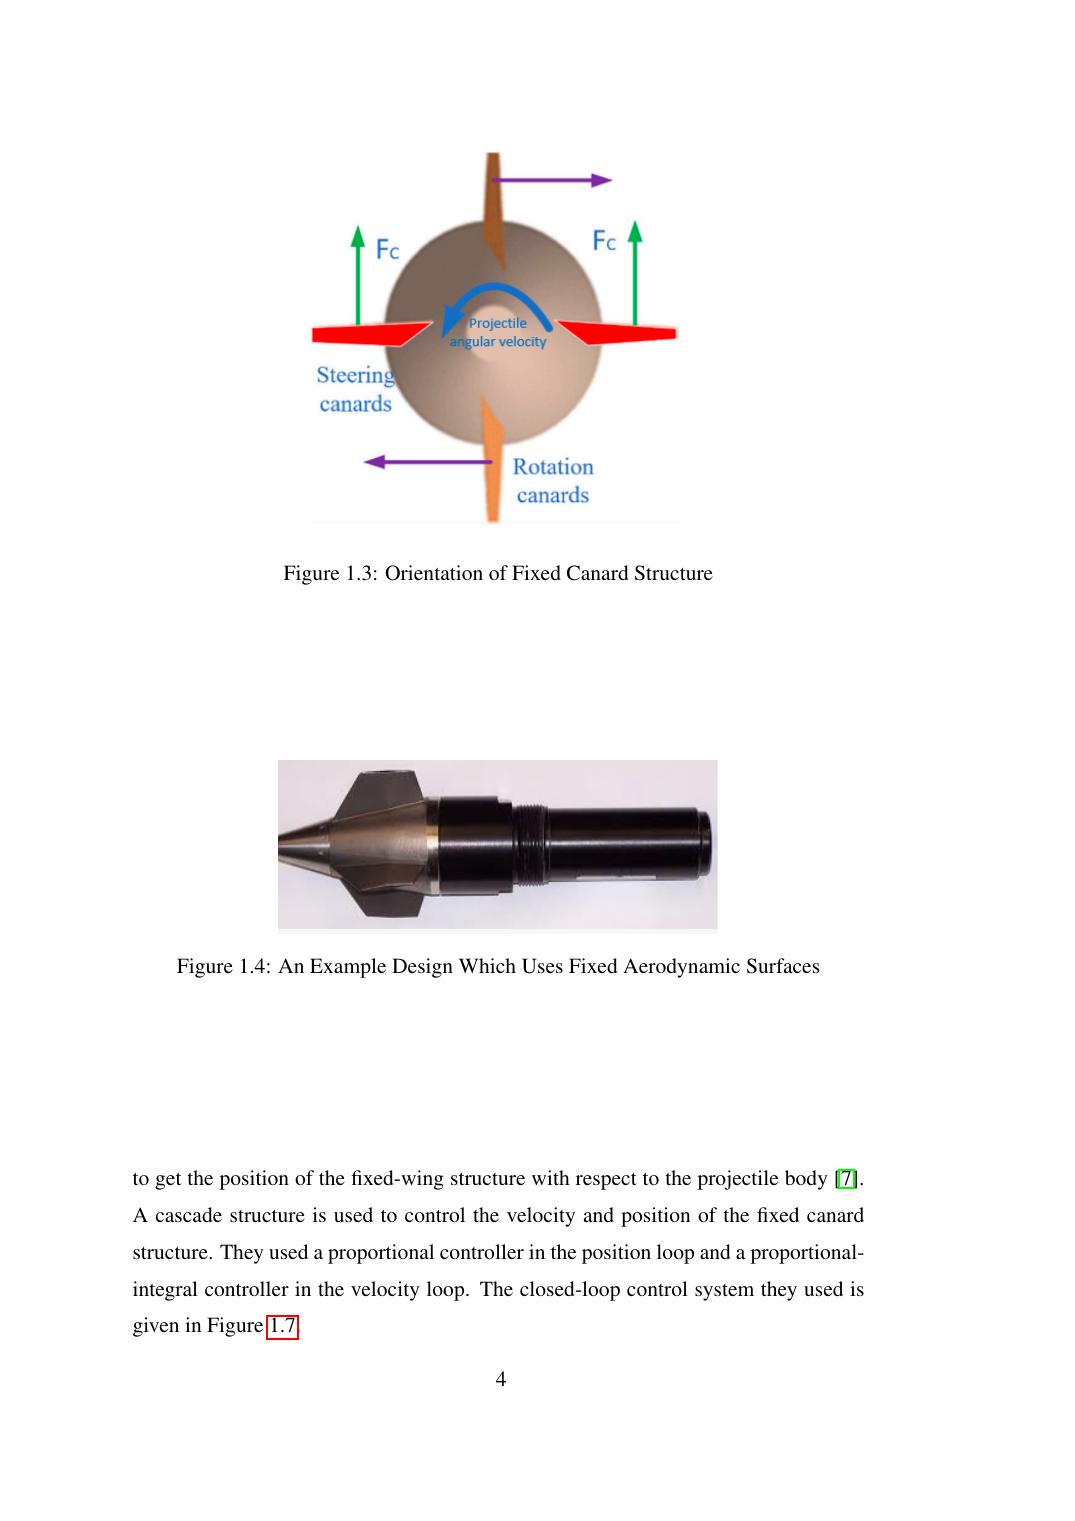 Fc
Fc
Projectile
angular velocity
Steering
canards
Rotation
canards
Figure 1.3: Orientation of Fixed Canard Structure
Figure 1.4: An Example Design Which Uses Fixed Aerodynamic Surfaces
to get the position of the fixed-wing structure with respect to the projectile body [7].
A cascade structure is used to control the velocity and position of the fixed canard
structure. They used a proportional controller in the position loop and a proportional-
integral controller in the velocity loop. The closed-loop control system they used is
given in Figure 1.7.
4